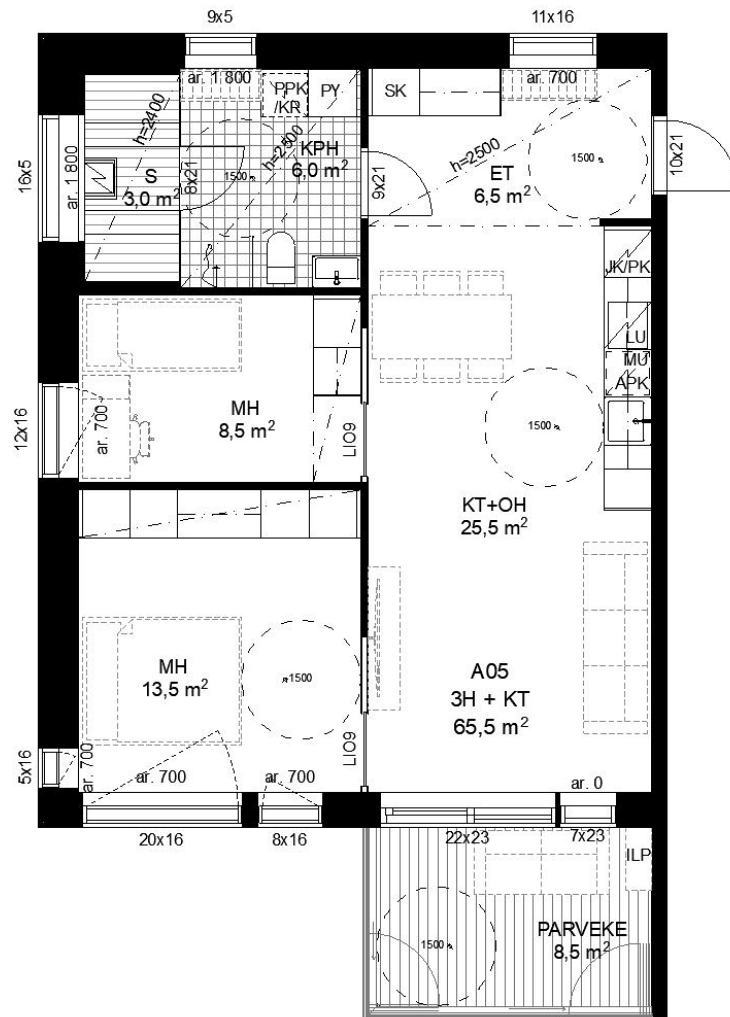 9x5
11x16
ar. 1 800
PPK
/KR
PY
SK
ar. 700
h=2400
h=2500
KPH
6,0 m²
1500
8x21
S
3,0 m²
16x5
ar. 1 800
9x21
h=2500
ET
6,5 m²
1500
10x21
JK/PK
LU
MU
APK
12x16
ar. 700
MH
8,5 m²
LIO9
1500
KT+OH
25,5 m²
MH
13,5 m²
1500
A05
3H + KT
65,5 m²
5x16
ar. 700
ar. 700
ar. 700
LIO9
ar. 0
20x16
8x16
22x23
7x23
ILP
PARVEKE
8,5 m²
1500